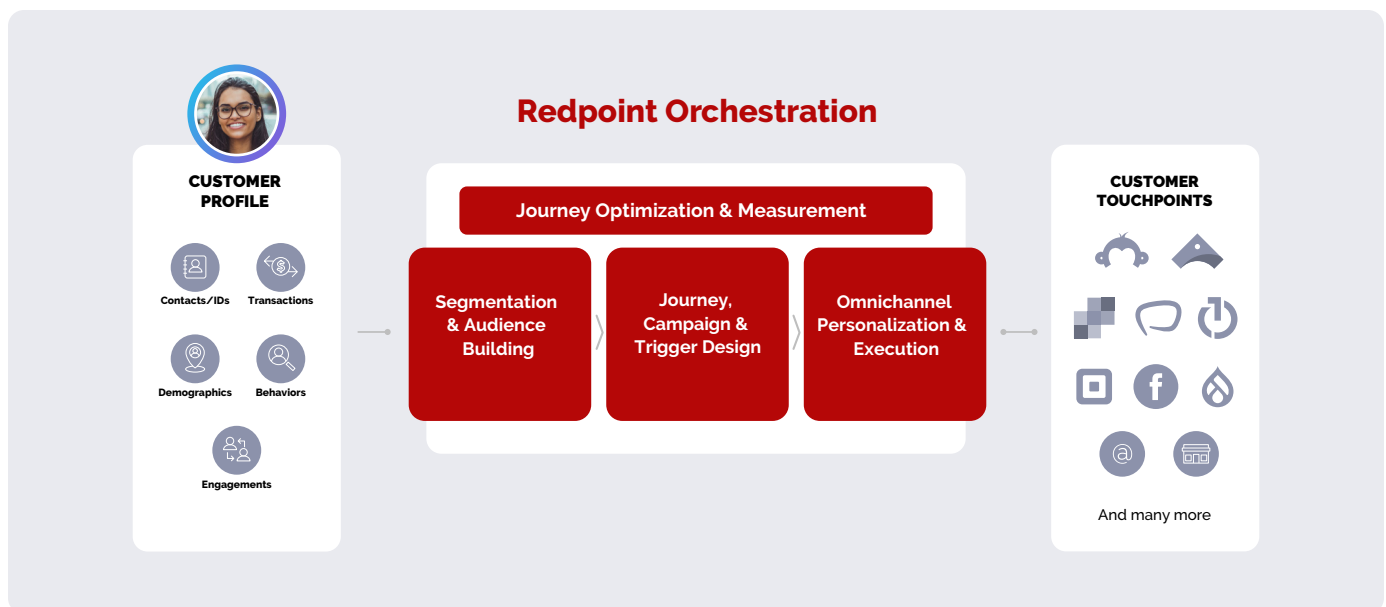 Redpoint Orchestration
CUSTOMER
PROFILE
Contacts/IDs
Transactions
Demographics
Behaviors
Engagements
Journey Optimization & Measurement
Segmentation
& Audience
Building
Journey,
Campaign &
Trigger Design
Omnichannel
Personalization &
Execution
CUSTOMER
TOUCHPOINTS
f
@
And many more